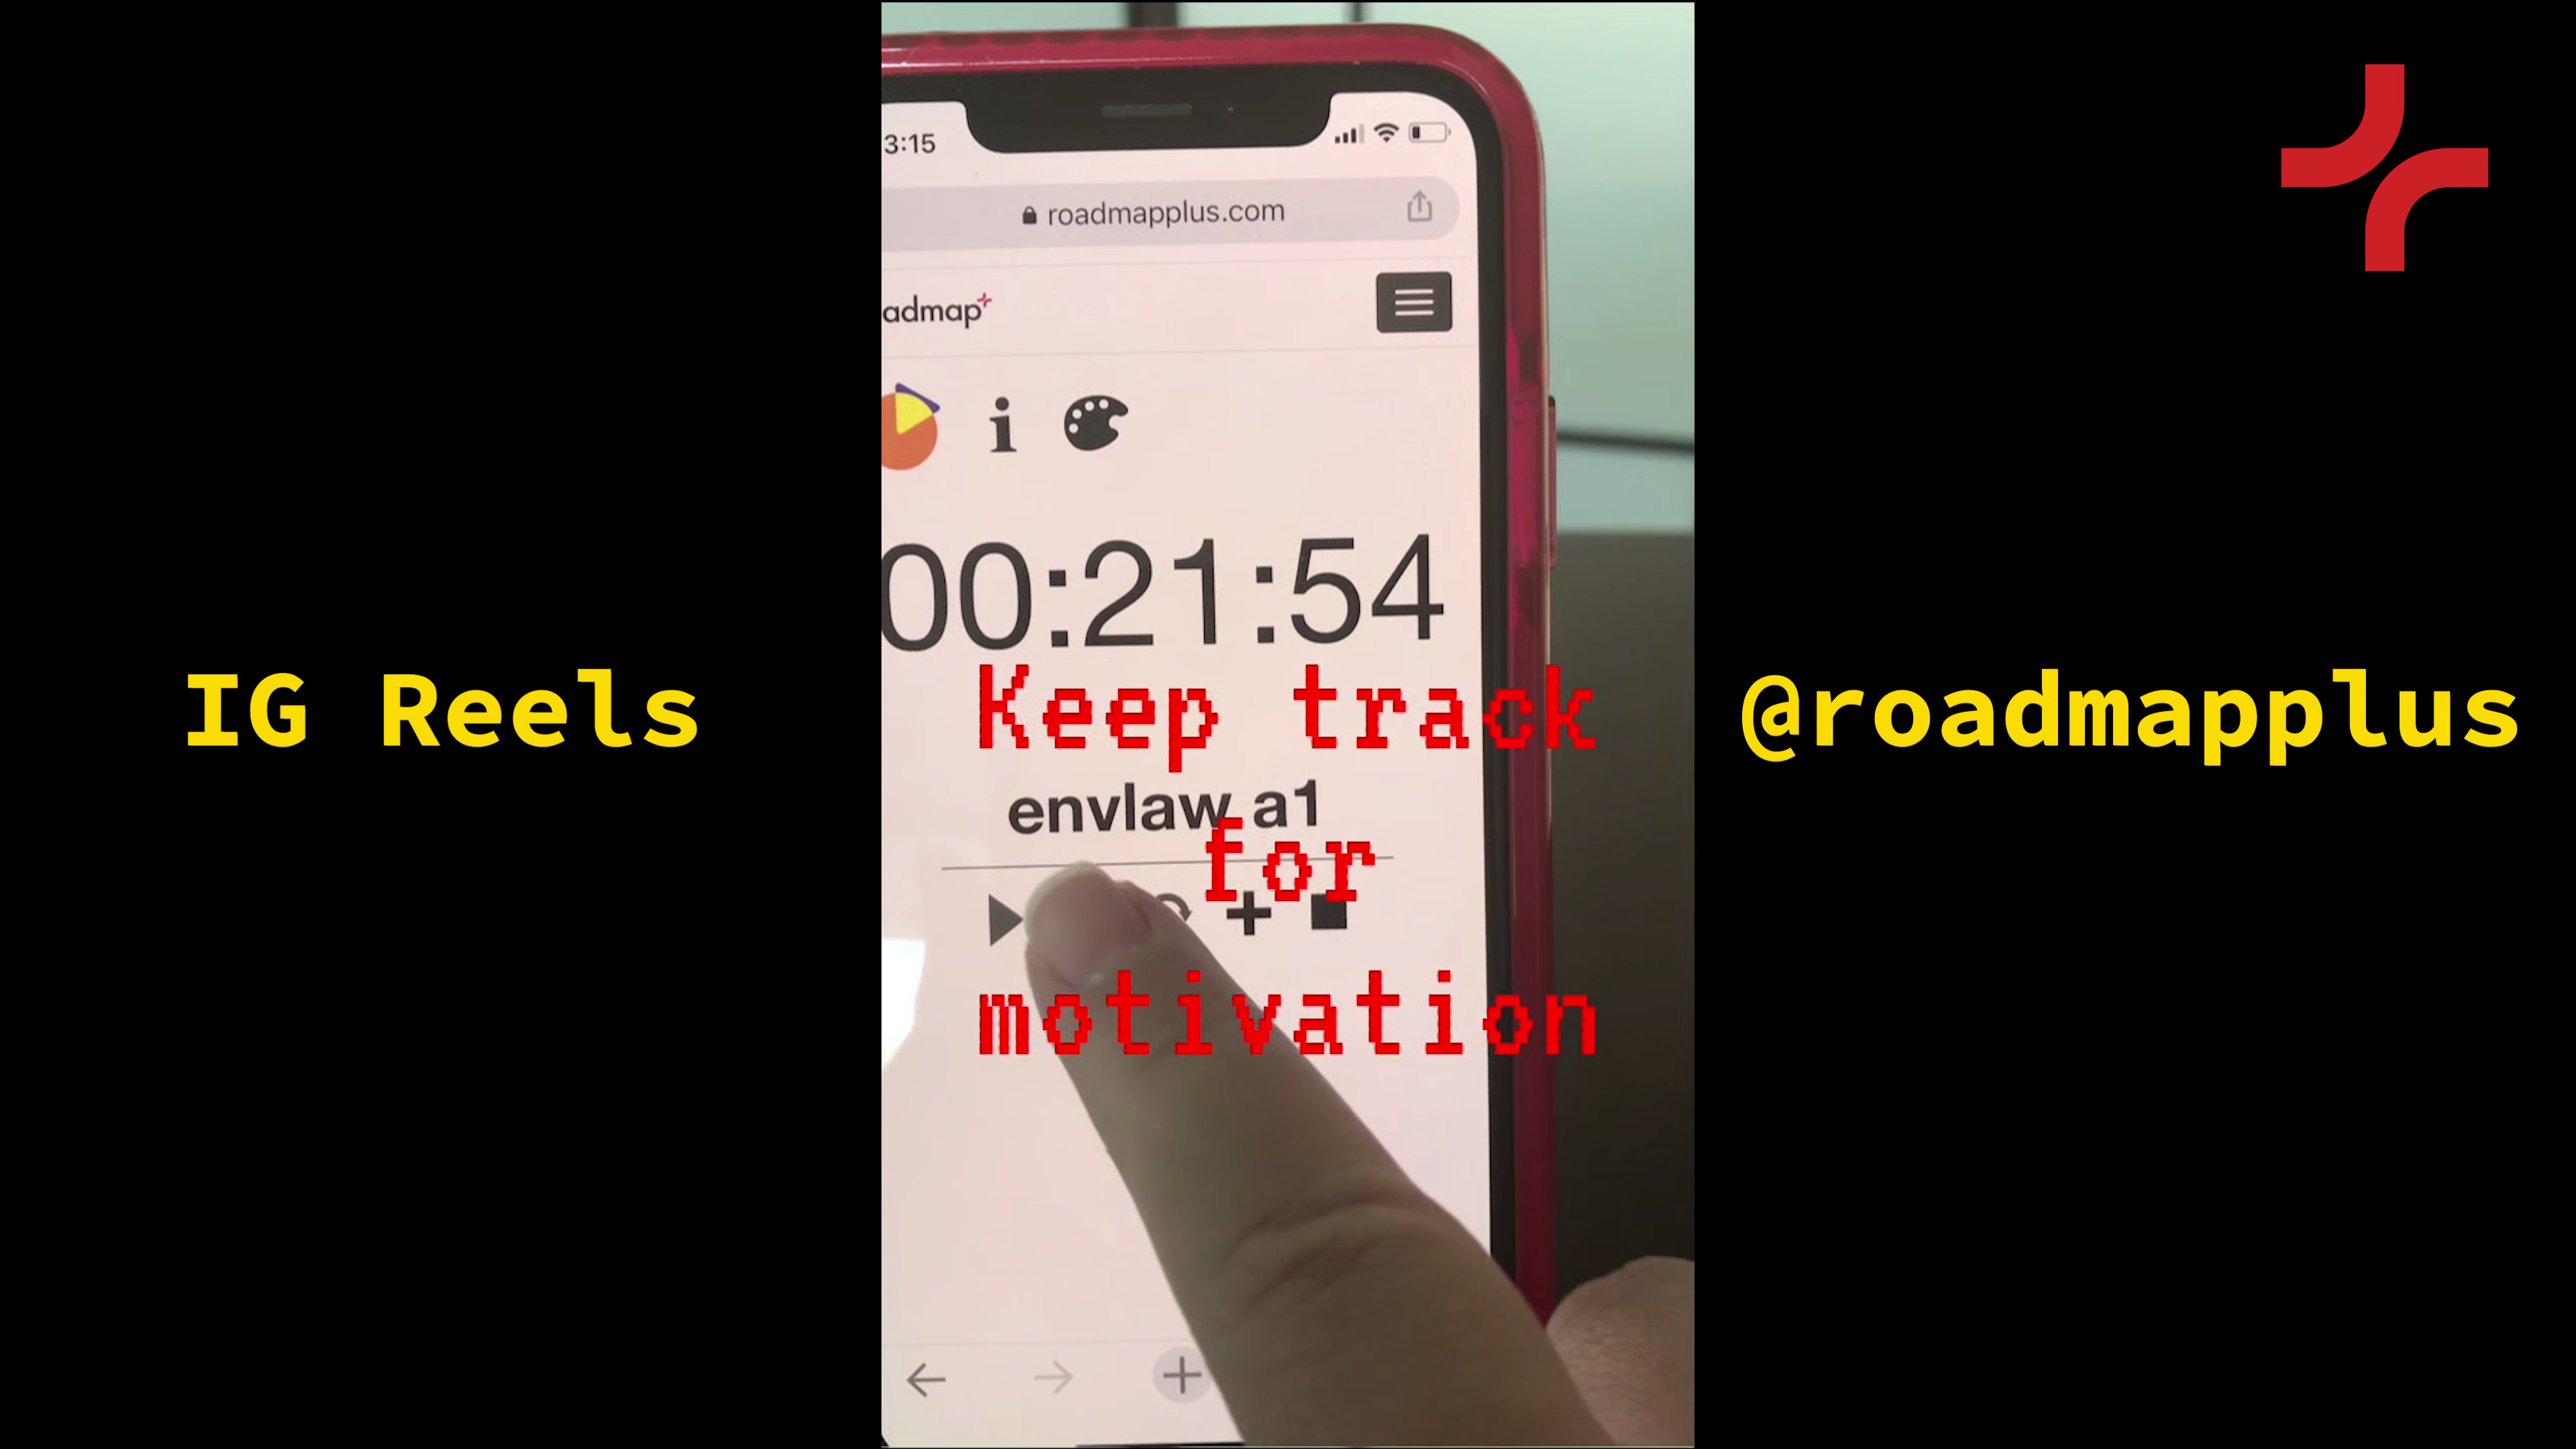 3:15
roadmapplus.com
admap
i
00:21:54
IG Reels
Keep track
@roadmapplus
envlaw a1
for
motivation